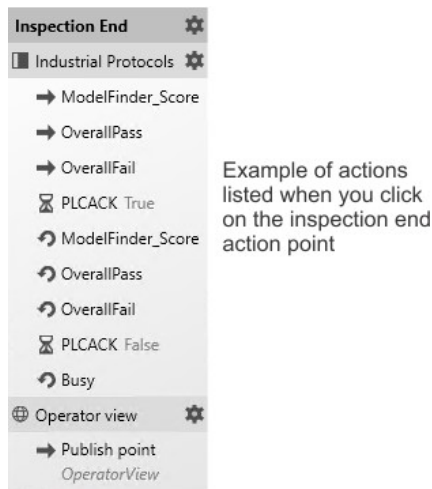 Inspection End
Industrial Protocols
ModelFinder_Score
OverallPass
OverallFail
PLCACK True
ModelFinder_Score
OverallPass
OverallFail
PLCACK False
Busy
Operator view
Publish point
OperatorView
Example of actions
listed when you click
on the inspection end
action point